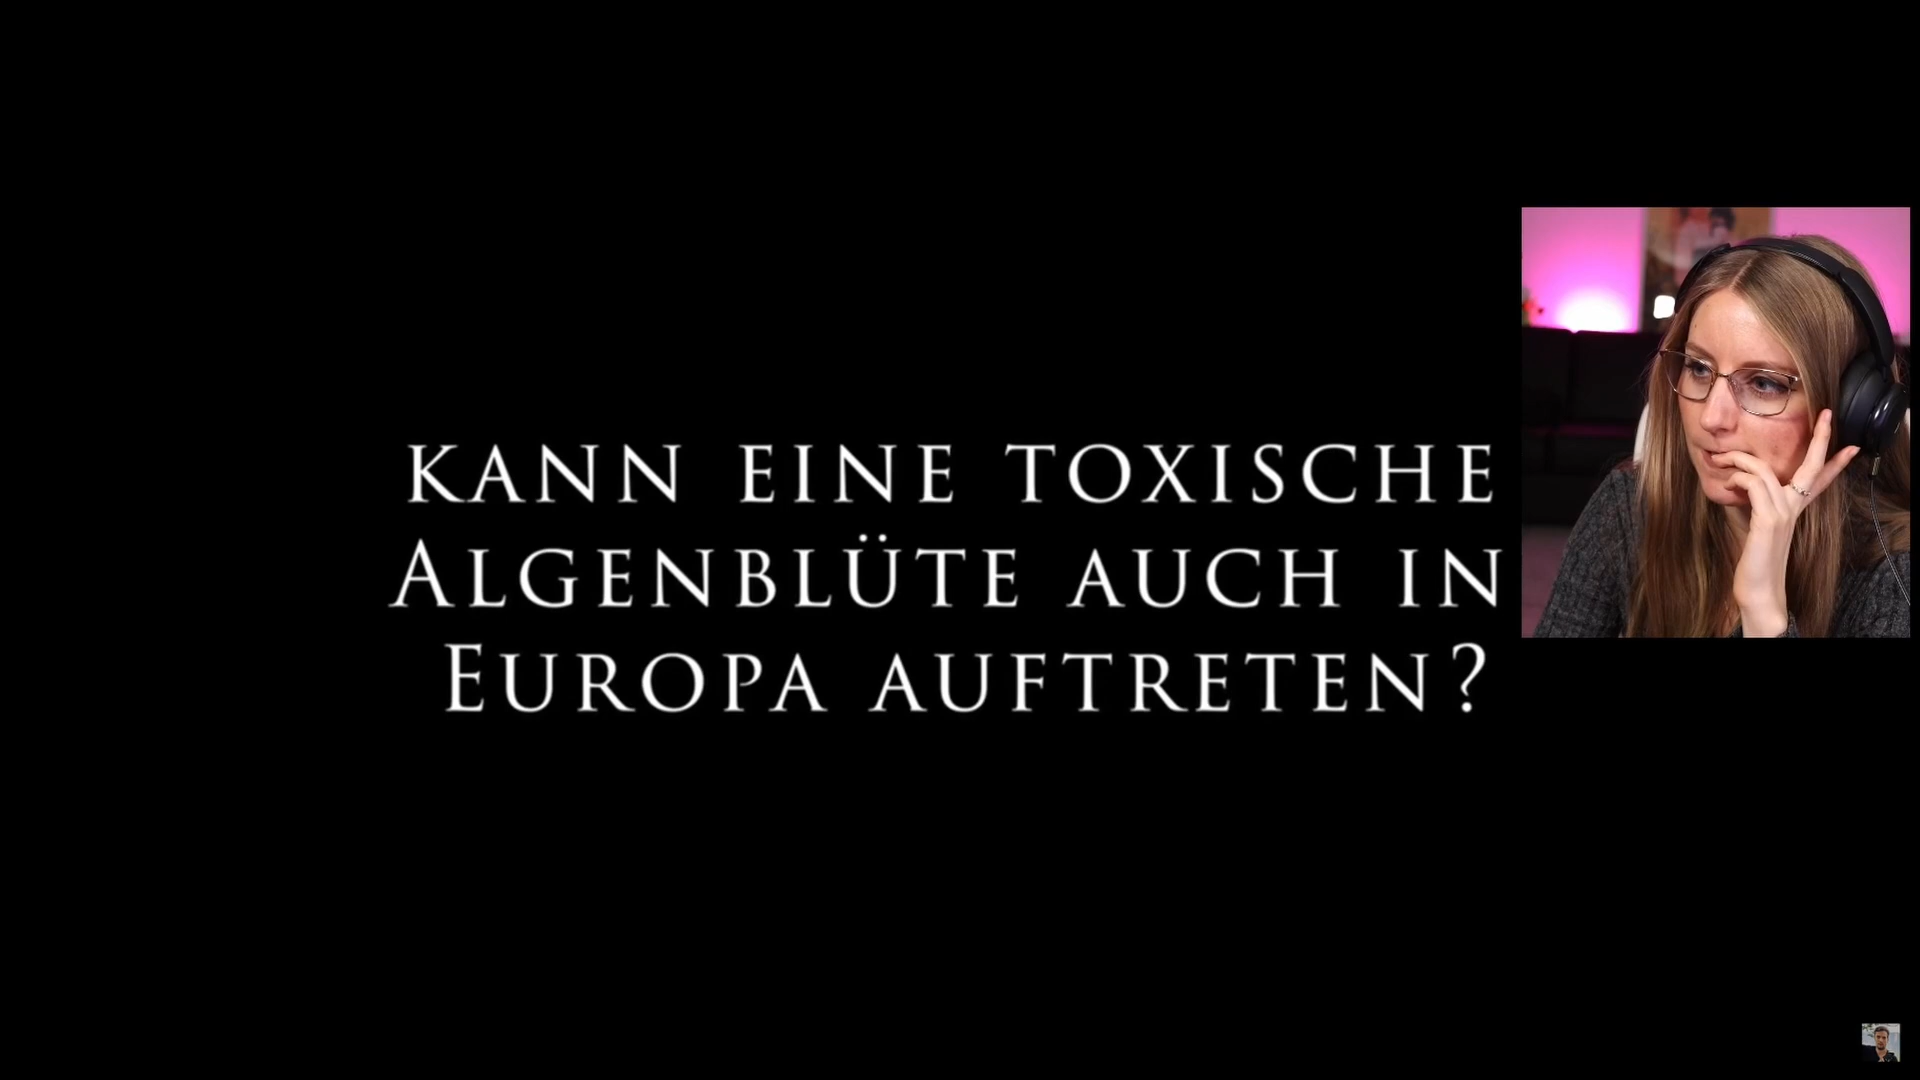 KANN EINE TOXISCHE
ALGENBLÜTE AUCH IN
EUROPA AUFTRETEN?